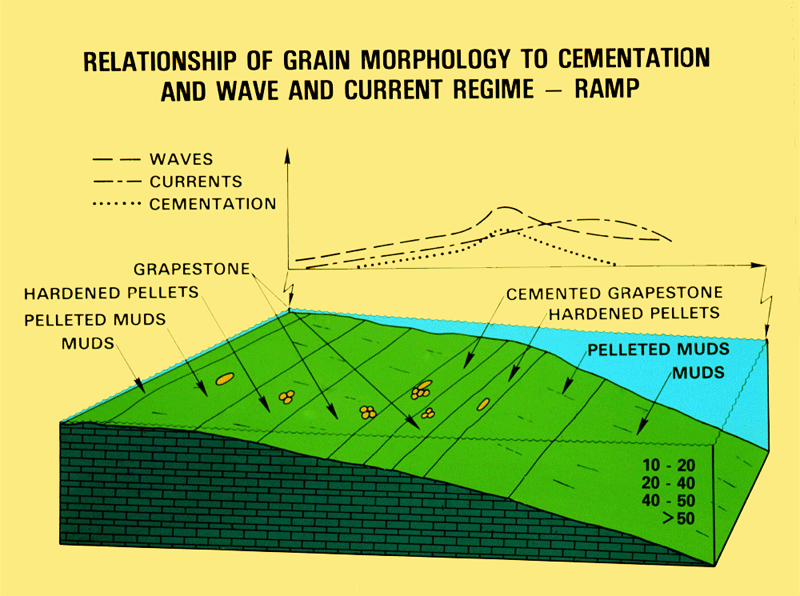 RELATIONSHIP OF GRAIN MORPHOLOGY TO CEMENTATION
AND WAVE AND CURRENT REGIME – RAMP
WAVES
CURRENTS
CEMENTATION
GRAPESTONE
HARDENED PELLETS
PELLETED MUDS
MUDS
CEMENTED GRAPESTONE
HARDENED PELLETS
PELLETED MUDS
MUDS
10 - 20
20 - 40
40 - 50
>50